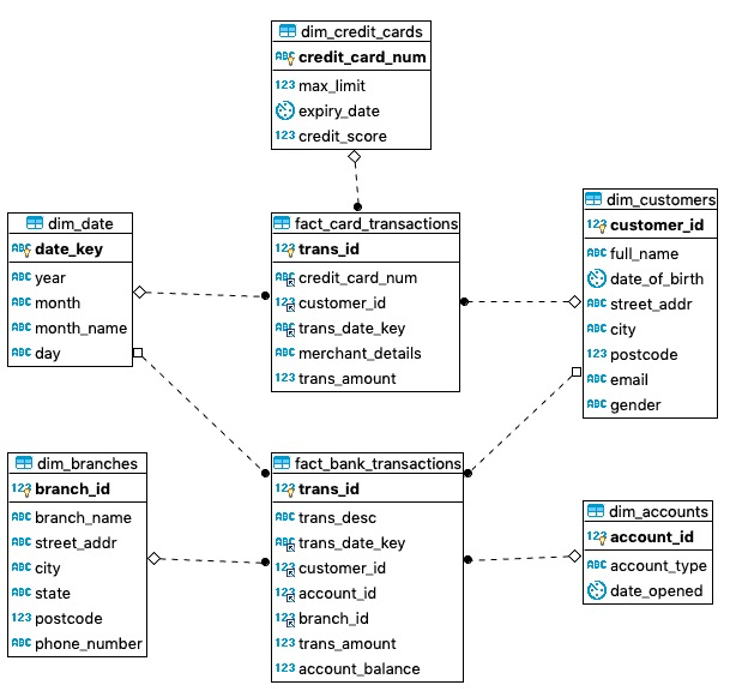 dim_credit_cards
ABC credit_card_num
123 max_limit
expiry_date
123 credit_score
dim_date
ABC date_key
ABC year
ABC month
ABC month_name
ABC day
fact_card_transactions
123 trans_id
ABC credit_card_num
123 customer_id
ABC trans_date_key
ABC merchant_details
123 trans_amount
dim_customers
123 customer_id
ABC full_name
date_of_birth
ABC street_addr
ABC city
123 postcode
ABC email
ABC gender
dim_branches
123 branch_id
ABC branch_name
ABC street_addr
ABC city
ABC state
123 postcode
ABC phone_number
fact_bank_transactions
123 trans_id
ABC trans_desc
ABC trans_date_key
123 customer_id
123 account_id
123 branch_id
123 trans_amount
123 account_balance
dim_accounts
123 account_id
ABC account_type
date_opened